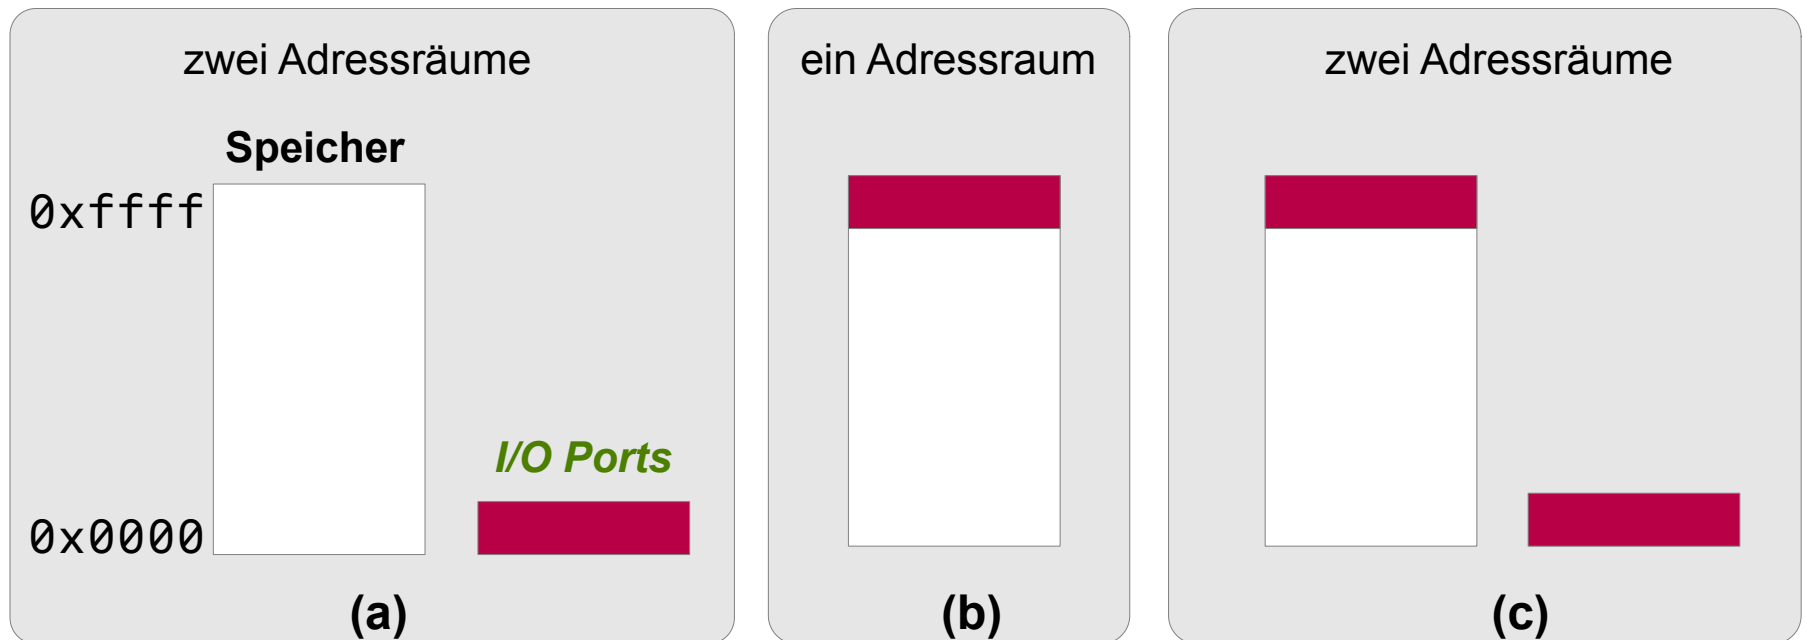 zwei Adressräume
Speicher
0xffff
I/O Ports
0x0000
(a)
ein Adressraum
(b)
zwei Adressräume
(c)